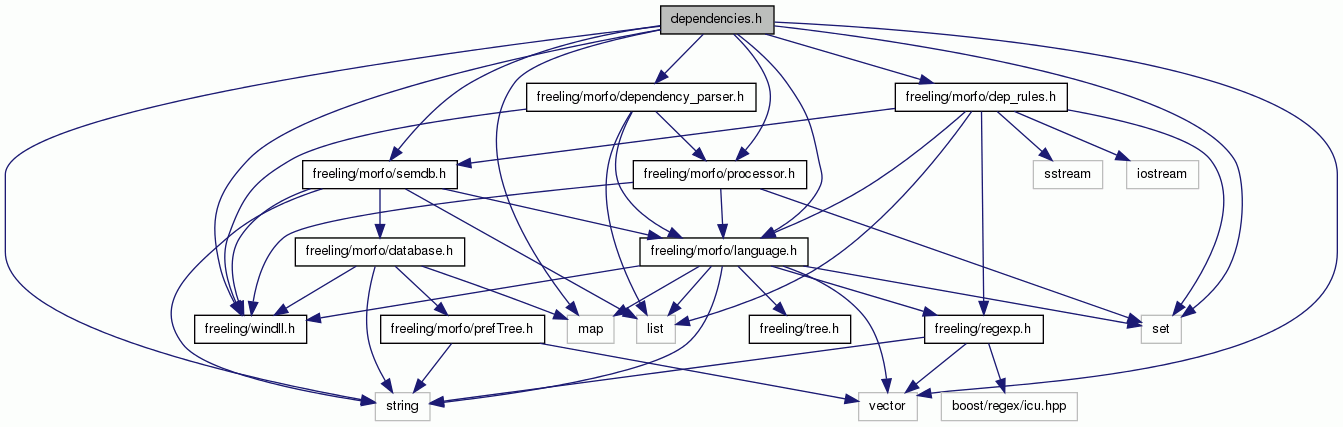 dependencies.h
freeling/morfo/dependency_parser.h
freeling/morfo/dep_rules.h
freeling/morfo/semdb.h
freeling/morfo/processor.h
sstream
iostream
freeling/morfo/database.h
freeling/morfo/language.h
freeling/windll.h
freeling/morfo/prefTree.h
map
list
freeling/tree.h
freeling/regexp.h
set
string
vector
boost/regex/icu.hpp